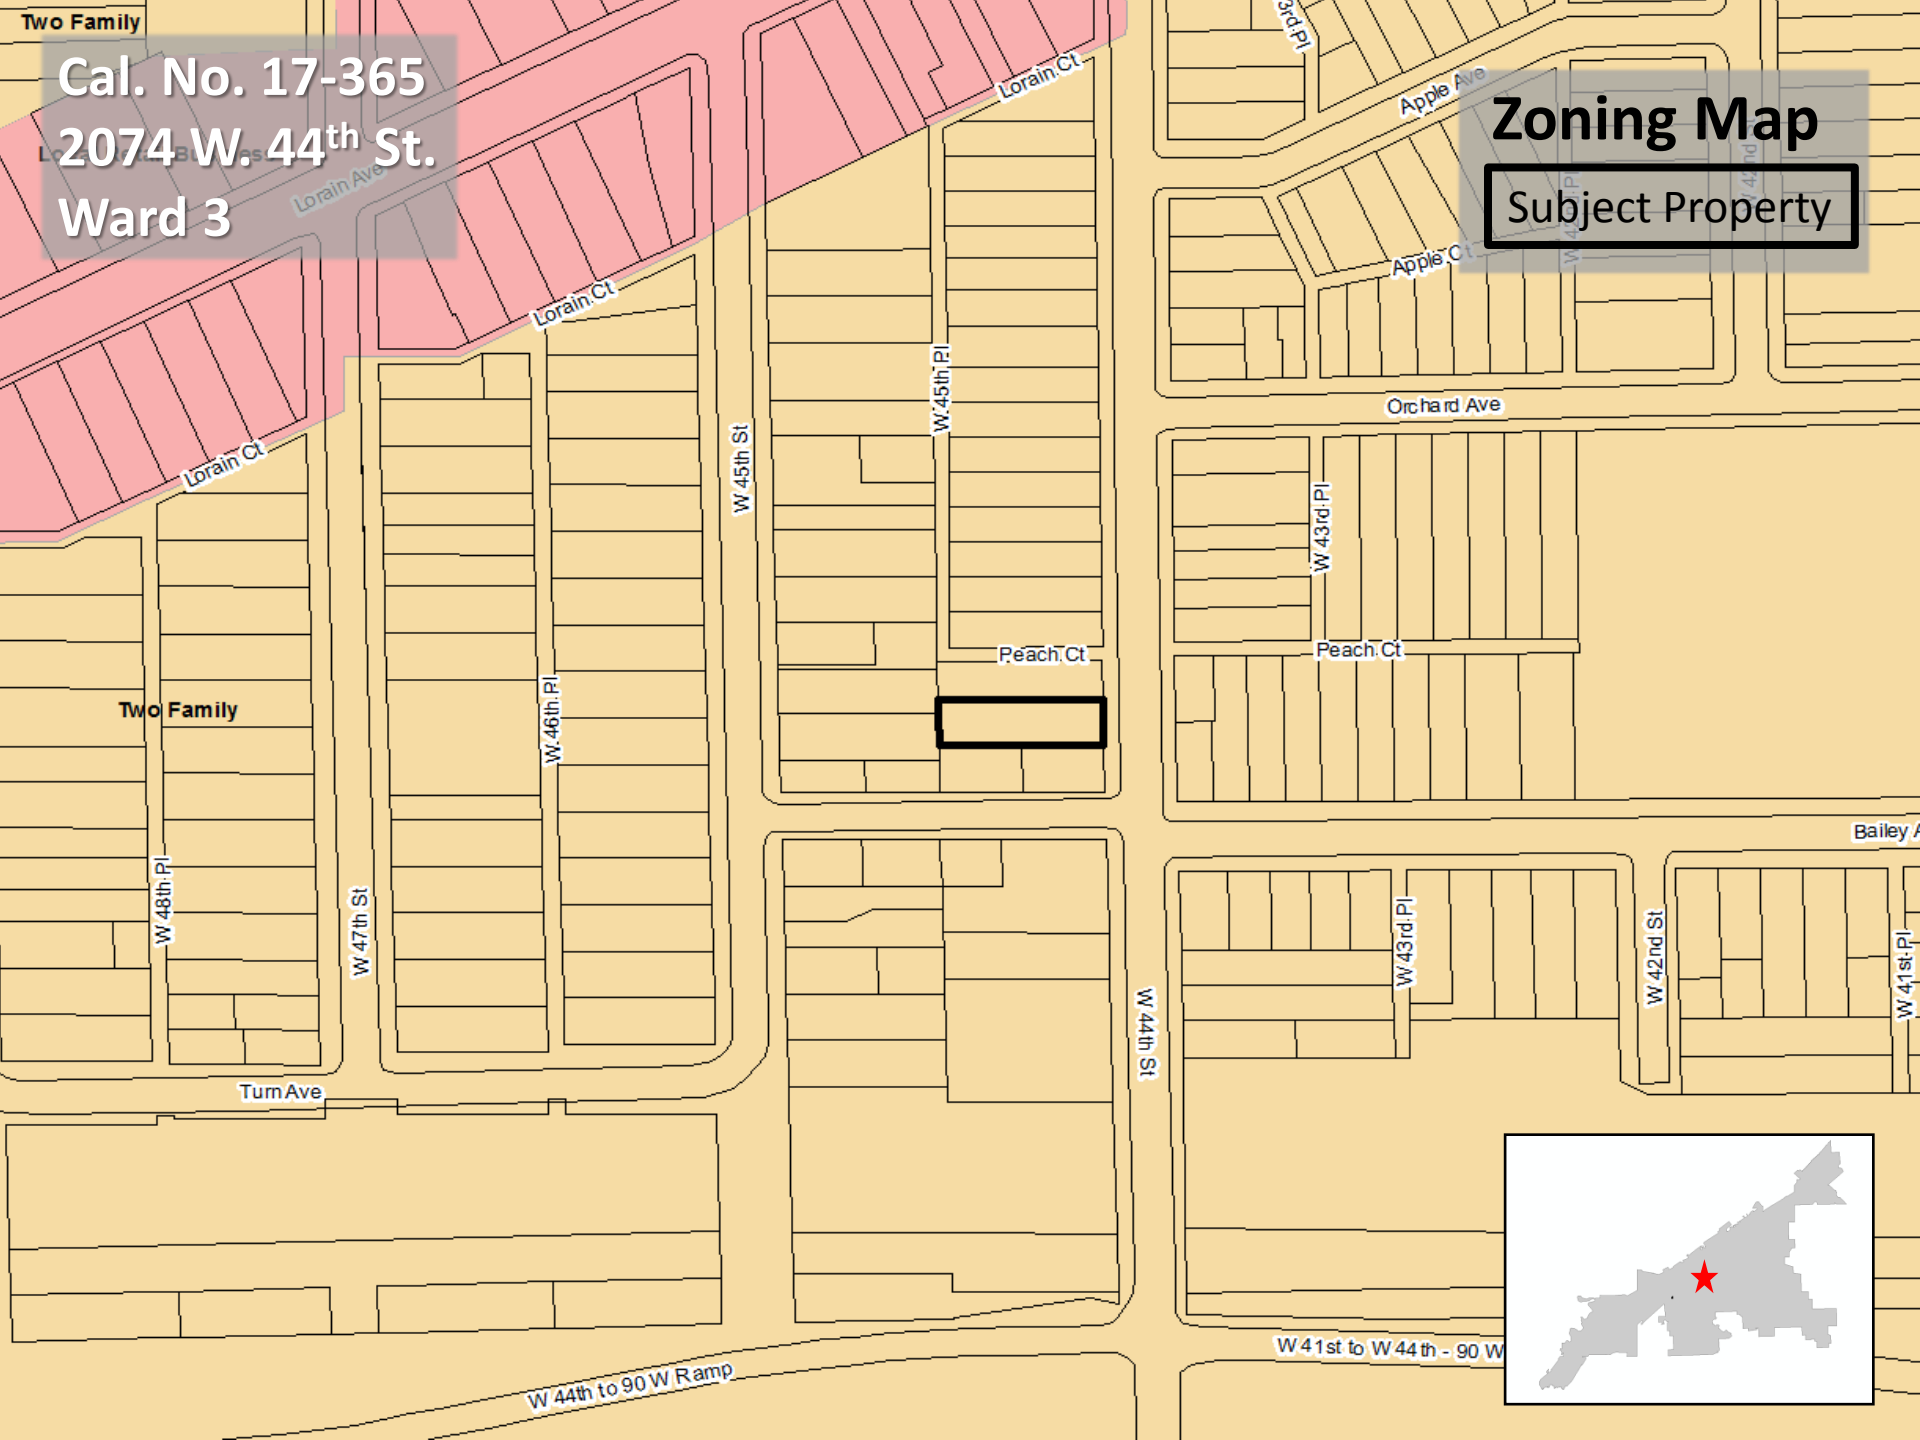 Two Family
Cal. No. 17-365
2074 W. 44th St.
Ward 3
Lorain Ave
Lorain Ct
3rd Pl
Apple Ave
Zoning Map
Subject Property
W 42nd
Apple Ct
Lorain Ct
W 45th Pl
Orchard Ave
W 45th St
Lorain Ct
W 43rd Pl
Peach Ct
Peach Ct
Two Family
W 46th Pl
Bailey A
W 48th Pl
W 47th St
W 43rd Pl
W 42nd St
W 41st Pl
W 44th St
Turn Ave
W 41st to W 44th - 90 W
W 44th to 90 W Ramp